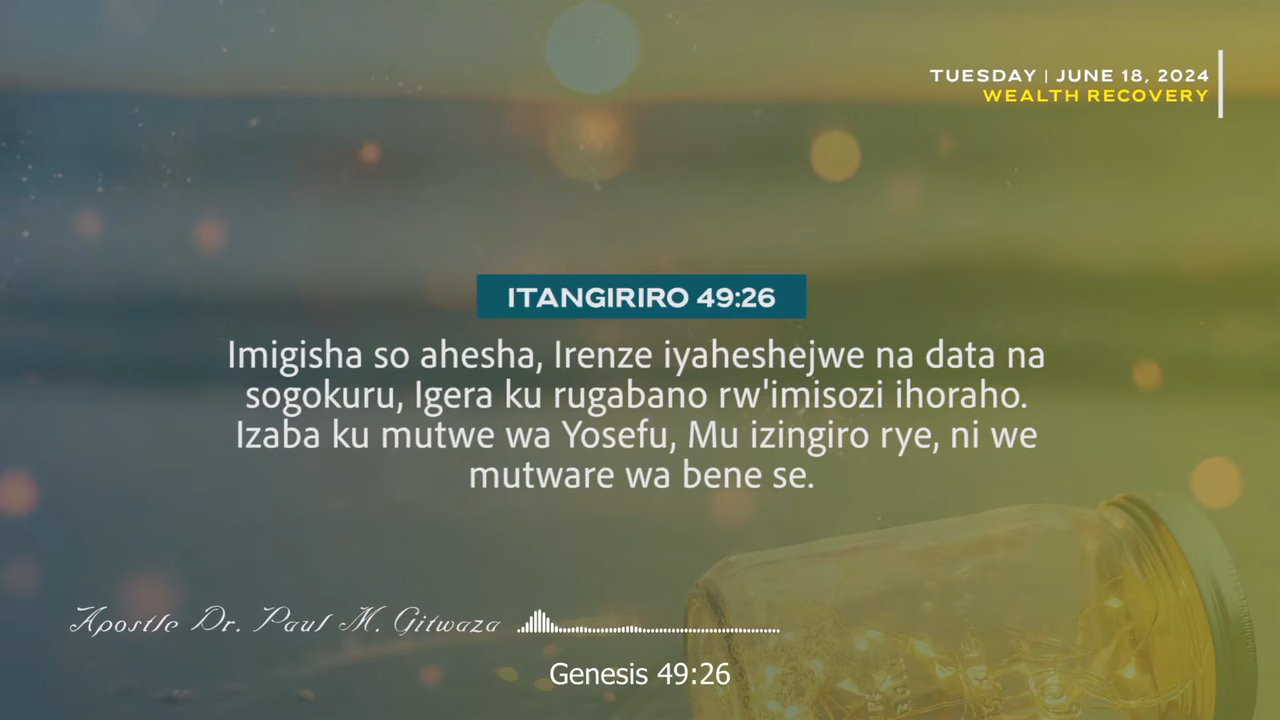 TUESDAY | JUNE 18, 2024
WEALTH RECOVERY
ITANGIRIRO 49:26
Imigisha so ahesha, Irenze iyaheshejwe na data na
sogokuru, Igera ku rugabano rw'imisozi ihoraho.
Izaba ku mutwe wa Yosefu, Mu izingiro rye, ni we
mutware wa bene se.
Apostle Dr. Paul M. Gitwaza
Genesis 49:26